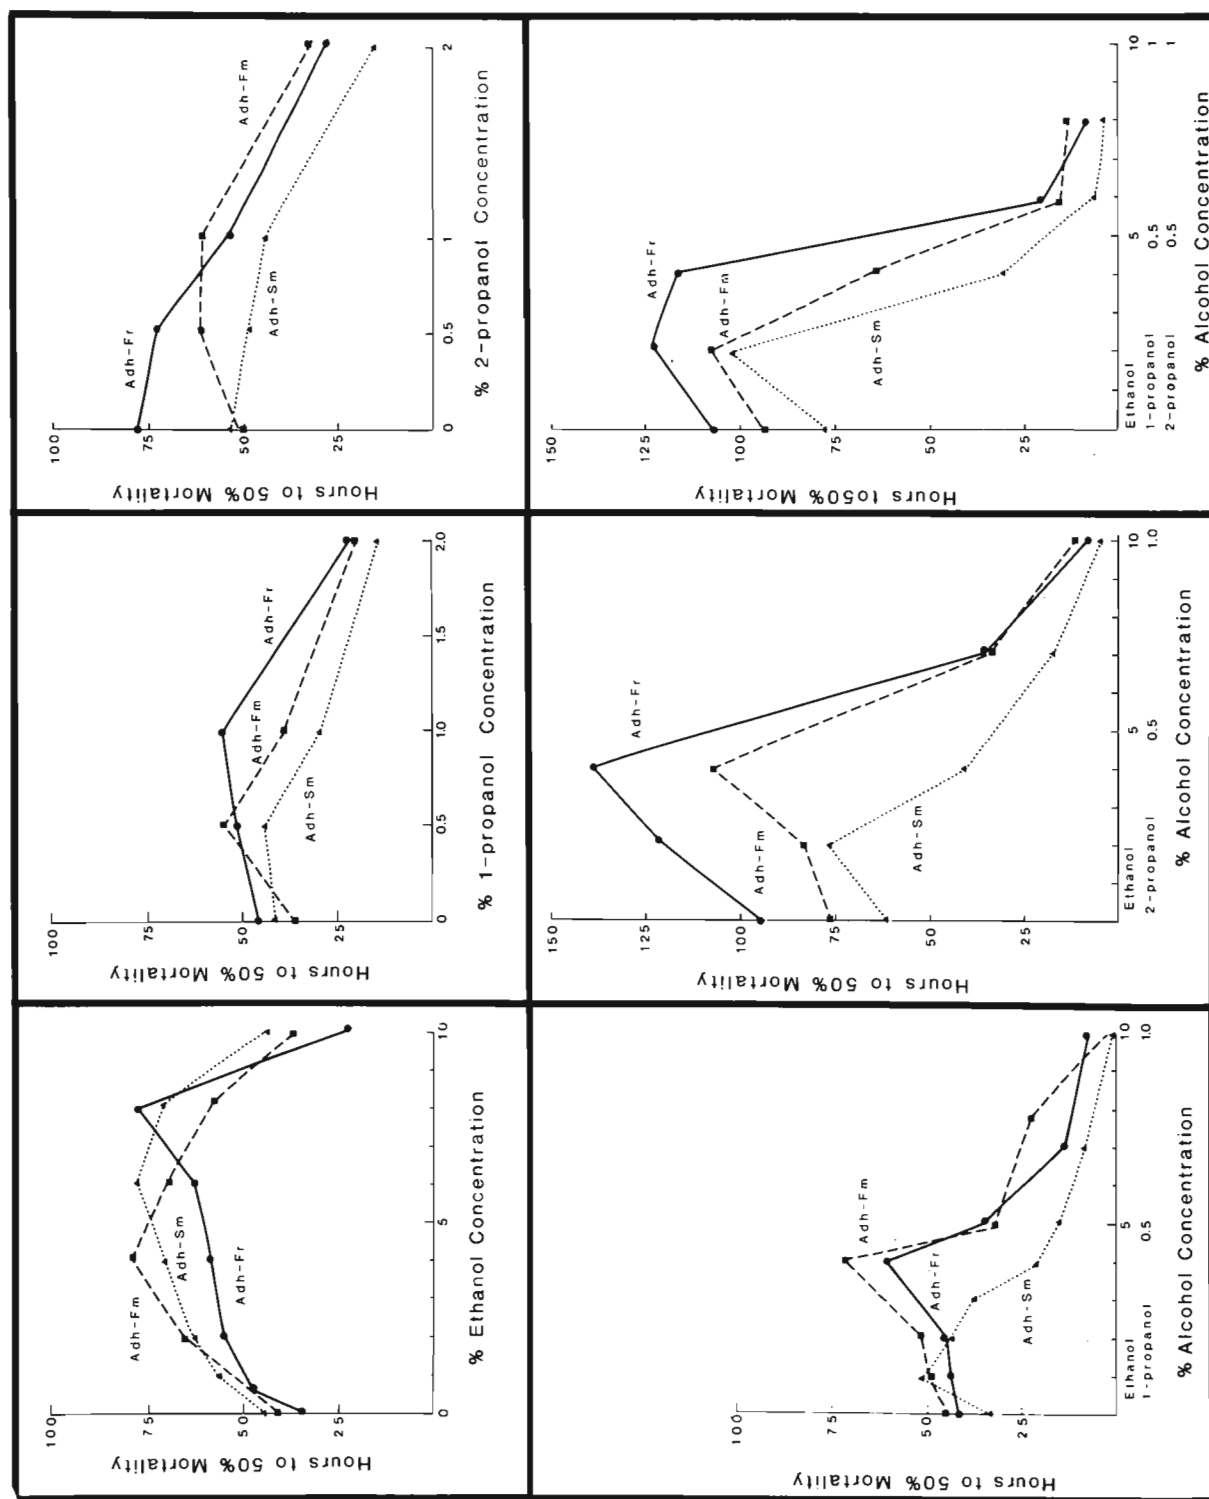 Hours to 50% Mortality
100
75
50
25
Adh-Fm
Adh-Sm
Adh-Fr
0
5
10
% Ethanol Concentration
Hours to 50% Mortality
100
75
50
25
Adh-Fr
Adh-Fm
Adh-Sm
0
0.5
1.0
1.5
2.0
% 1-propanol Concentration
Hours to 50% Mortality
100
75
50
25
Adh-Fr
Adh-Fm
Adh-Sm
0
0.5
1
2
% 2-propanol Concentration
Hours to 50% Mortality
100
50
25
Adh-Fm
Adh-Fr
Adh-Sm
Ethanol 5 10
1-propanol 0.5 1.0
% Alcohol Concentration
Hours to 50% Mortality
150
125
100
75
50
25
Adh-Fr
Adh-Fm
Adh-Sm
Ethanol 5 10
2-propanol 0.5 1.0
% Alcohol Concentration
Hours to50% Mortality
150
125
100
75
50
25
Adh-Fr
Adh-Fm
Adh-Sm
Ethanol 5 10
1-propanol 0.5 1
2-propanol 0.5 1
% Alcohol Concentration